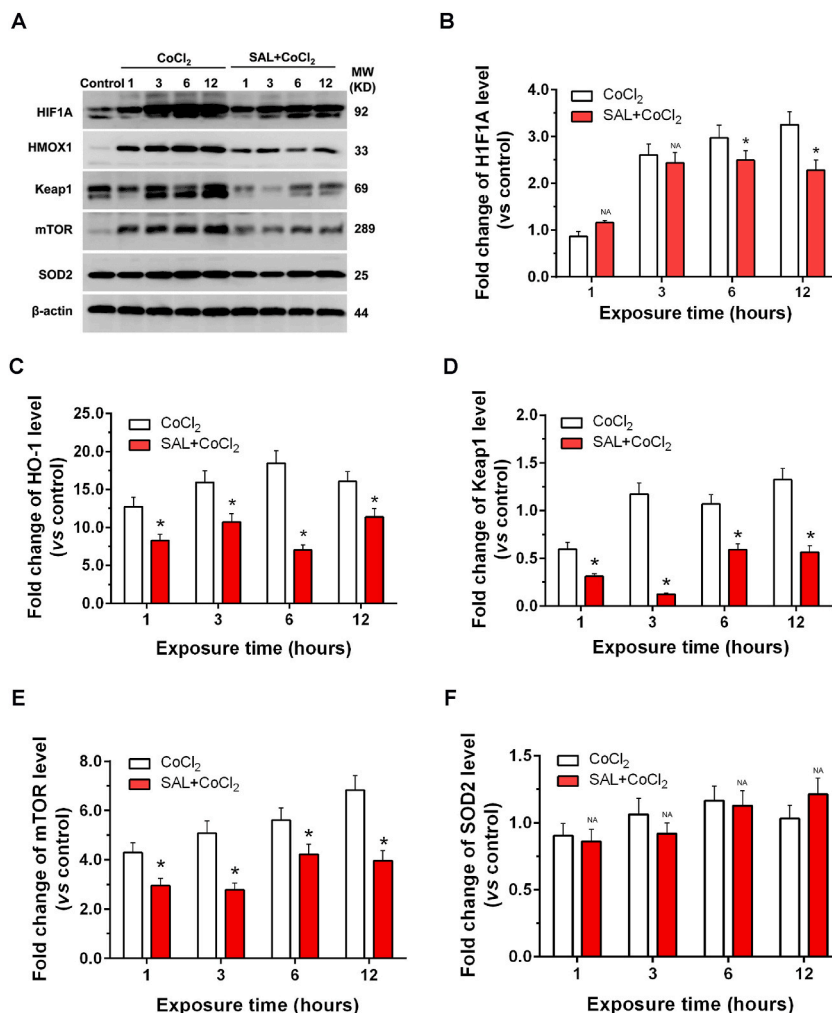 A
CoCl2 SAL+CoCl2
Control 1 3 6 12 1 3 6 12 MW (KD)
HIF1A 92
HMOX1 33
Keap1 69
mTOR 289
SOD2 25
β-actin 44
B
Fold change of H1F1A level
(vs control)
4.0
3.0
2.0
1.0
0.0
CoCl2
SAL+CoCl2
NA NA * *
1 3 6 12
Exposure time (hours)
C
Fold change of HO-1 level
(vs control)
25.0
20.0
15.0
10.0
5.0
0.0
CoCl2
SAL+CoCl2
* * * *
1 3 6 12
Exposure time (hours)
D
Fold change of Keap1 level
(vs control)
2.0
1.5
1.0
0.5
0.0
CoCl2
SAL+CoCl2
* * * *
1 3 6 12
Exposure time (hours)
E
Fold change of mTOR level
(vs control)
8.0
6.0
4.0
2.0
0.0
CoCl2
SAL+CoCl2
* * * *
1 3 6 12
Exposure time (hours)
F
Fold change of SOD2 level
(vs control)
1.5
1.0
0.5
0.0
CoCl2
SAL+CoCl2
NA NA NA NA
1 3 6 12
Exposure time (hours)